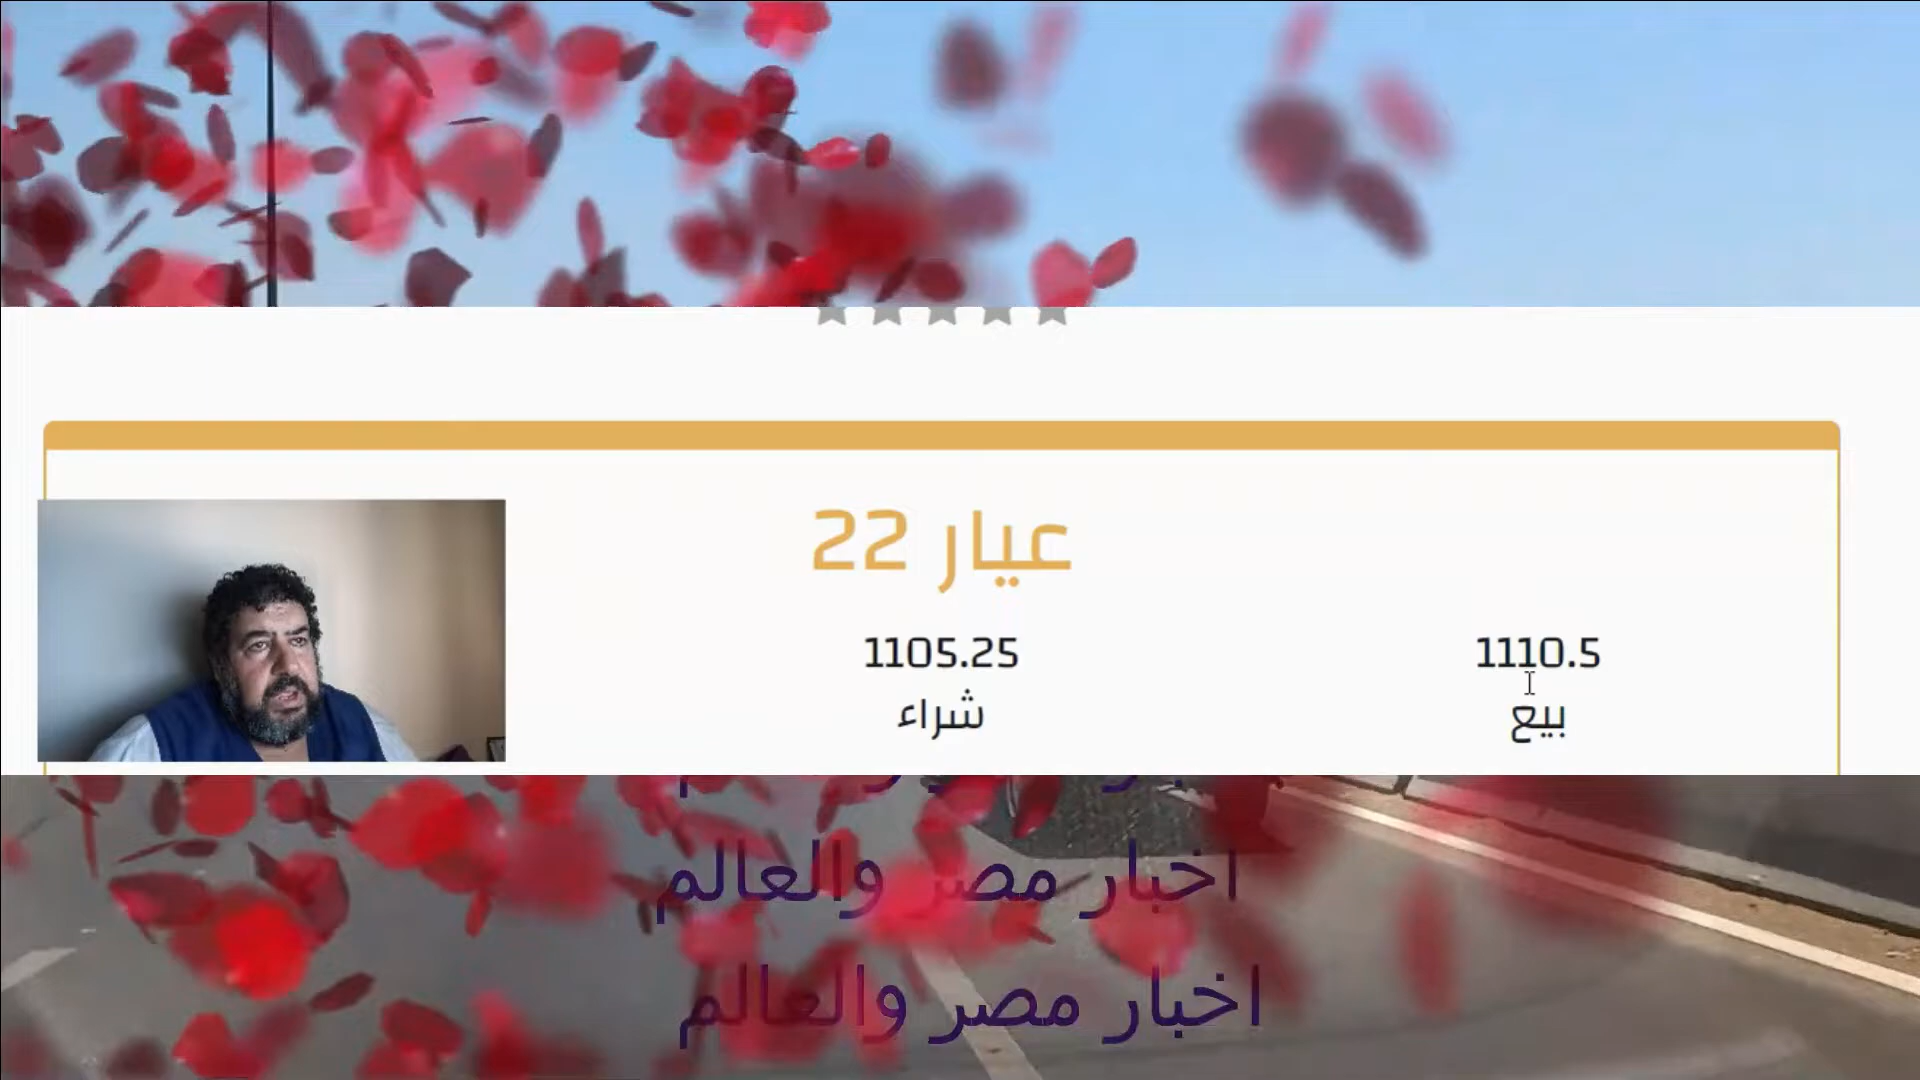 عيار 22
1110.5
1105.25
بيع
شراء
اخبار مصر والعالم
اخبار مصر والعالم